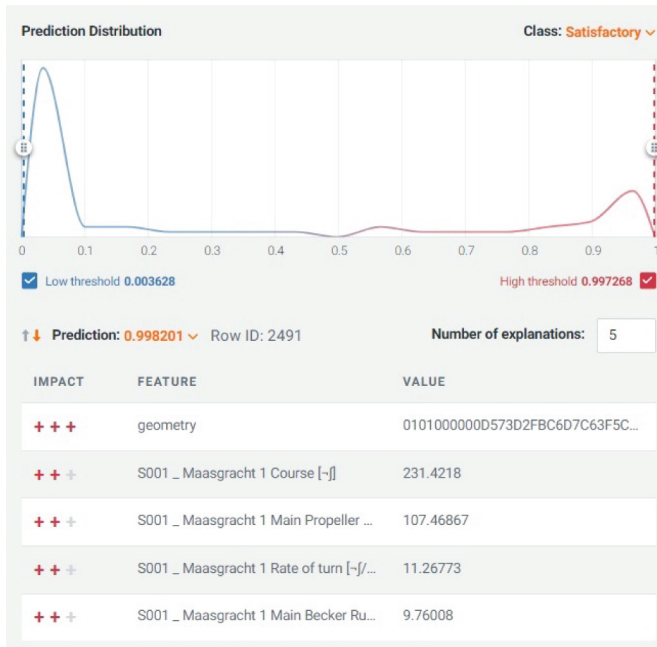 Prediction Distribution Class: Satisfactory
0 0.1 0.2 0.3 0.4 0.5 0.6 0.7 0.8 0.9 1
Low threshold 0.003628 High threshold 0.997268
Prediction: 0.998201 Row ID: 2491 Number of explanations: 5
IMPACT FEATURE VALUE
+++ geometry 0101000000D573D2FBC6D7C63F5C...
+++ S001 _ Maasgracht 1 Course [¬∫] 231.4218
+++ S001 _ Maasgracht 1 Main Propeller ... 107.46867
+++ S001 _ Maasgracht 1 Rate of turn [¬∫/... 11.26773
+++ S001 _ Maasgracht 1 Main Becker Ru... 9.76008